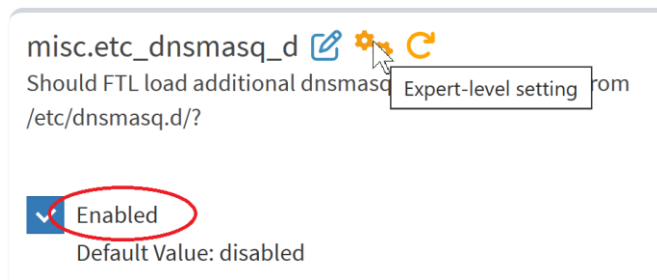 misc.etc_dnsmasq_d
Should FTL load additional dnsmasq rom
Expert-level setting
/etc/dnsmasq.d/?
Enabled
Default Value: disabled